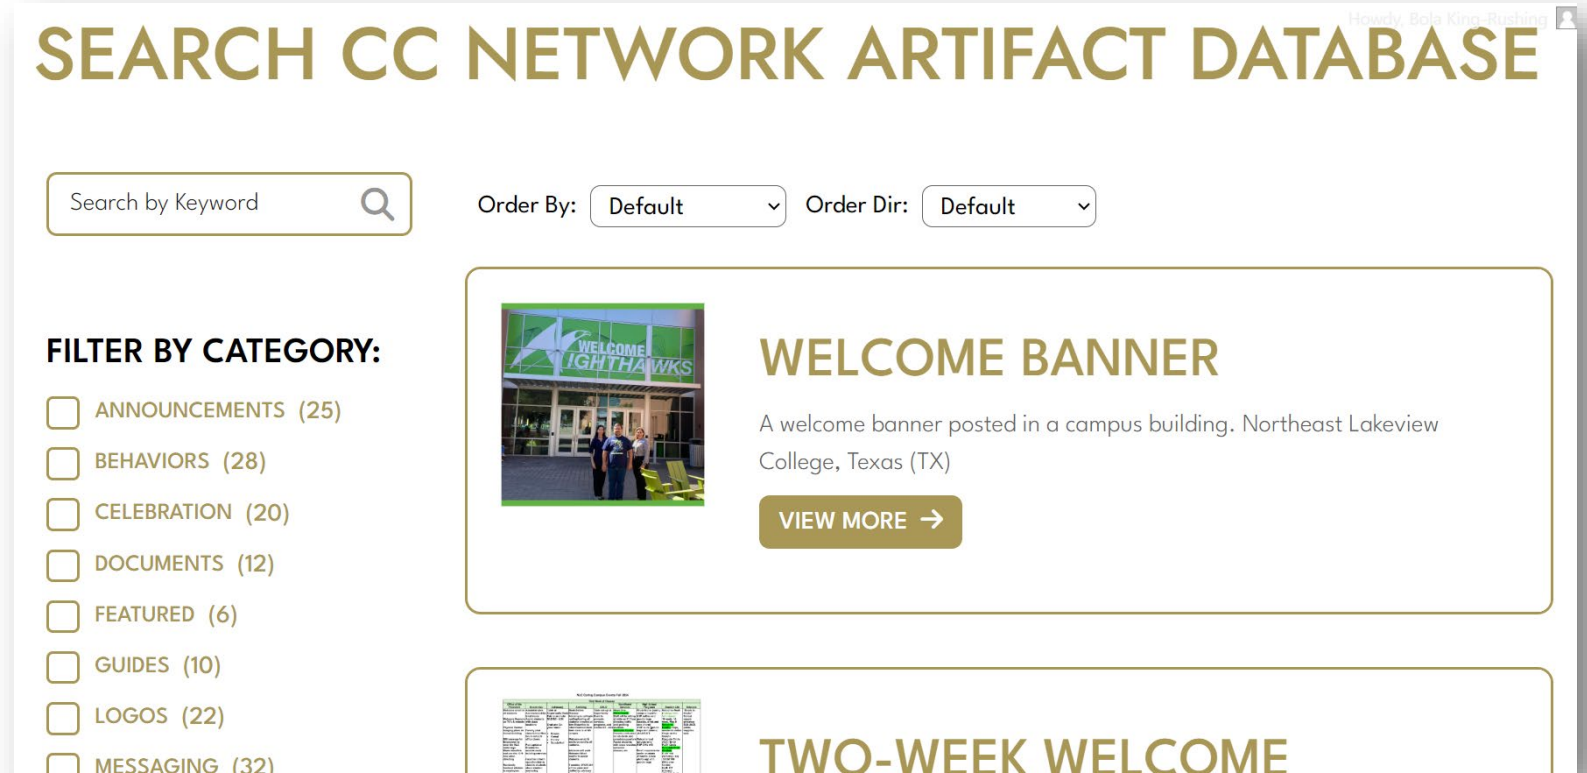 Howdy, Bola King-Rushing
SEARCH CC NETWORK ARTIFACT DATABASE
Search by Keyword
Order By: Default Order Dir: Default
FILTER BY CATEGORY:
ANNOUNCEMENTS (25)
BEHAVIORS (28)
CELEBRATION (20)
DOCUMENTS (12)
FEATURED (6)
GUIDES (10)
LOGOS (22)
MESSAGING (32)
WELCOME
IGHTHAWKS
WELCOME BANNER
A welcome banner posted in a campus building. Northeast Lakeview
College, Texas (TX)
VIEW MORE →
TWO-WEEK WELCOME